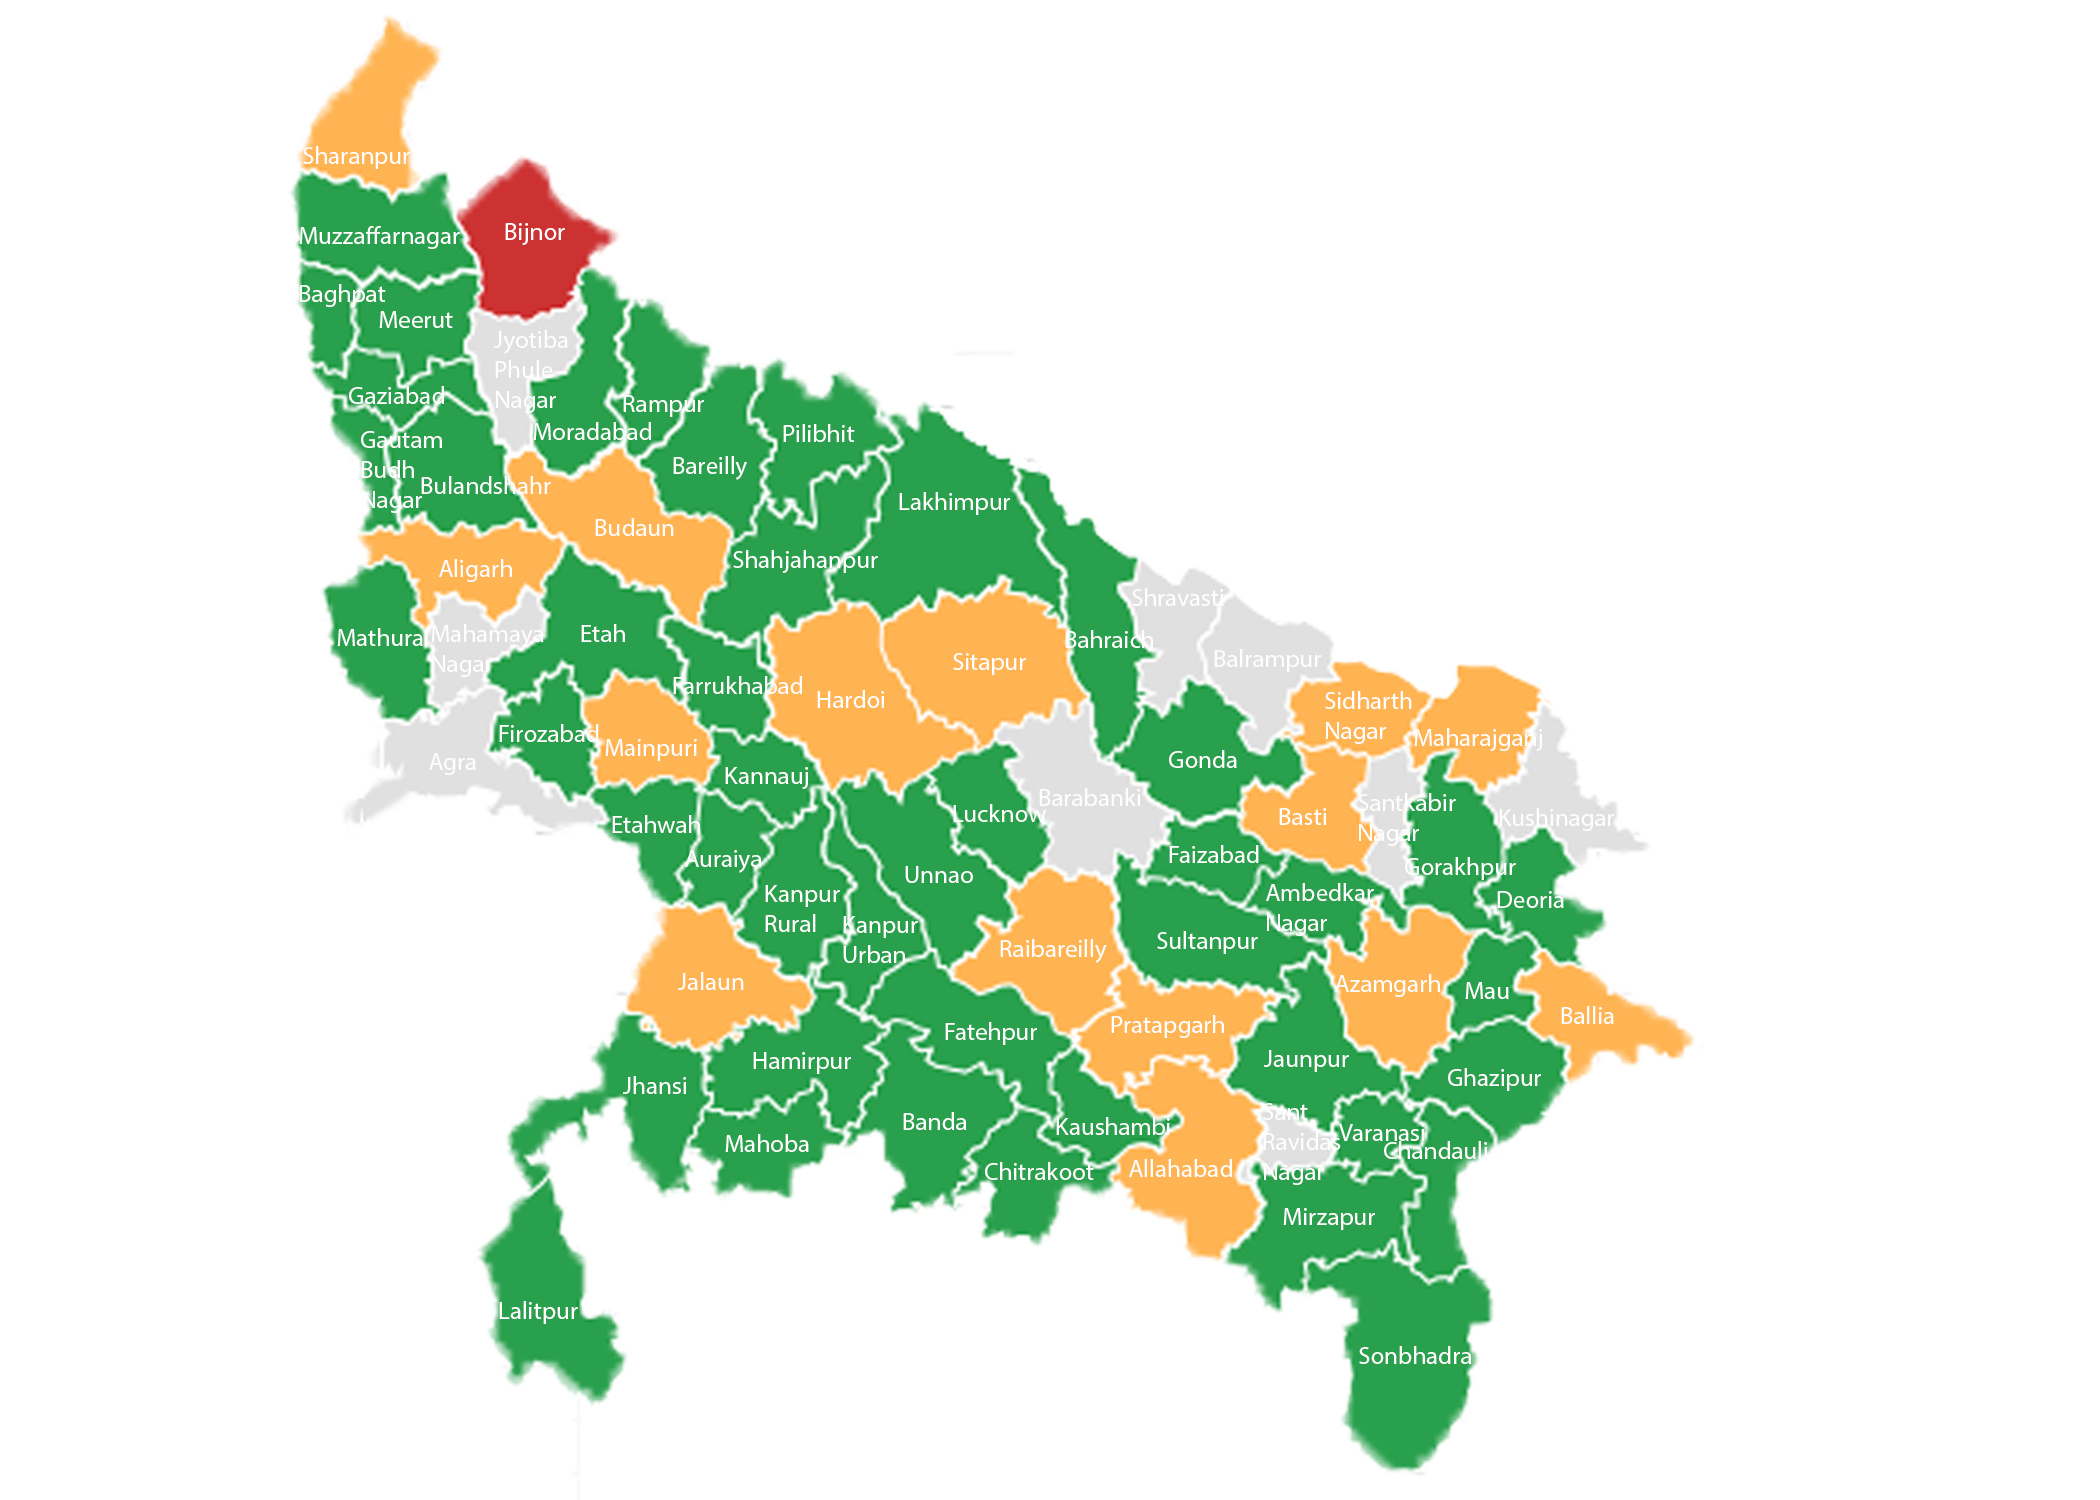 Sharanpur
Bijnor
Muzzaffarnagar
Baghpat
Meerut
Jyotiba
Phule
Nagar
Gaziabad
Rampur
Moradabad
Pilibhit
Gautam
Budh
Nagar
Bareilly
Bulandshahr
Lakhimpur
Budaun
Shahjahanpur
Aligarh
Shravasti
Mathura
Mahamaya
Nagar
Etah
Bahraich
Balrampur
Sitapur
Farrukhabad
Hardoi
Sidharth
Nagar
Firozabad
Mainpuri
Maharajganj
Agra
Gonda
Kannauj
Barabanki
Santkabir
Nagar
Lucknow
Basti
Kushinagar
Etahwah
Auraiya
Faizabad
Gorakhpur
Unnao
Kanpur
Rural
Ambedkar
Nagar
Deoria
Kanpur
Urban
Sultanpur
Raibareilly
Jalaun
Azamgarh
Mau
Ballia
Pratapgarh
Fatehpur
Hamirpur
Jaunpur
Ghazipur
Jhansi
Sant
Ravidas
Nagar
Banda
Kaushambi
Varanasi
Mahoba
Chandauli
Chitrakoot
Allahabad
Mirzapur
Lalitpur
Sonbhadra